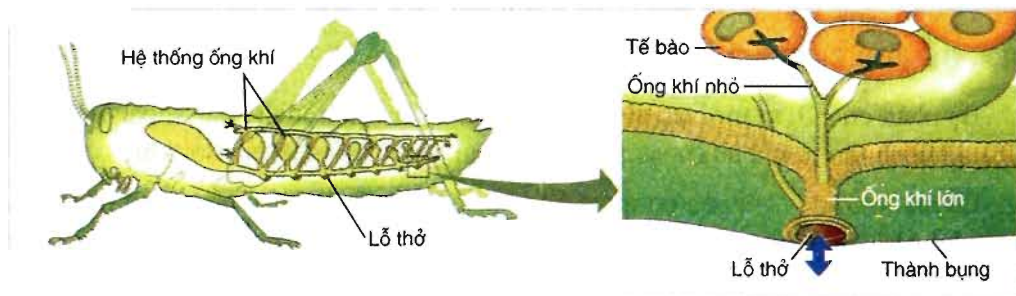 Hệ thống ống khí
Lỗ thở
Tế bào
Ống khí nhỏ
Ống khí lớn
Lỗ thở
Thành bụng